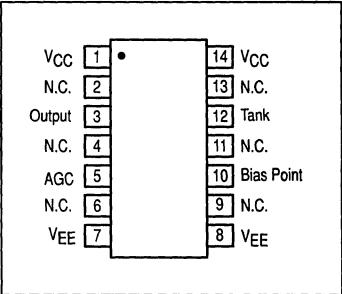 VCC 1 14 VCC
N.C. 2 13 N.C.
Output 3 12 Tank
N.C. 4 11 N.C.
AGC 5 10 Bias Point
N.C. 6 9 N.C.
VEE 7 8 VEE